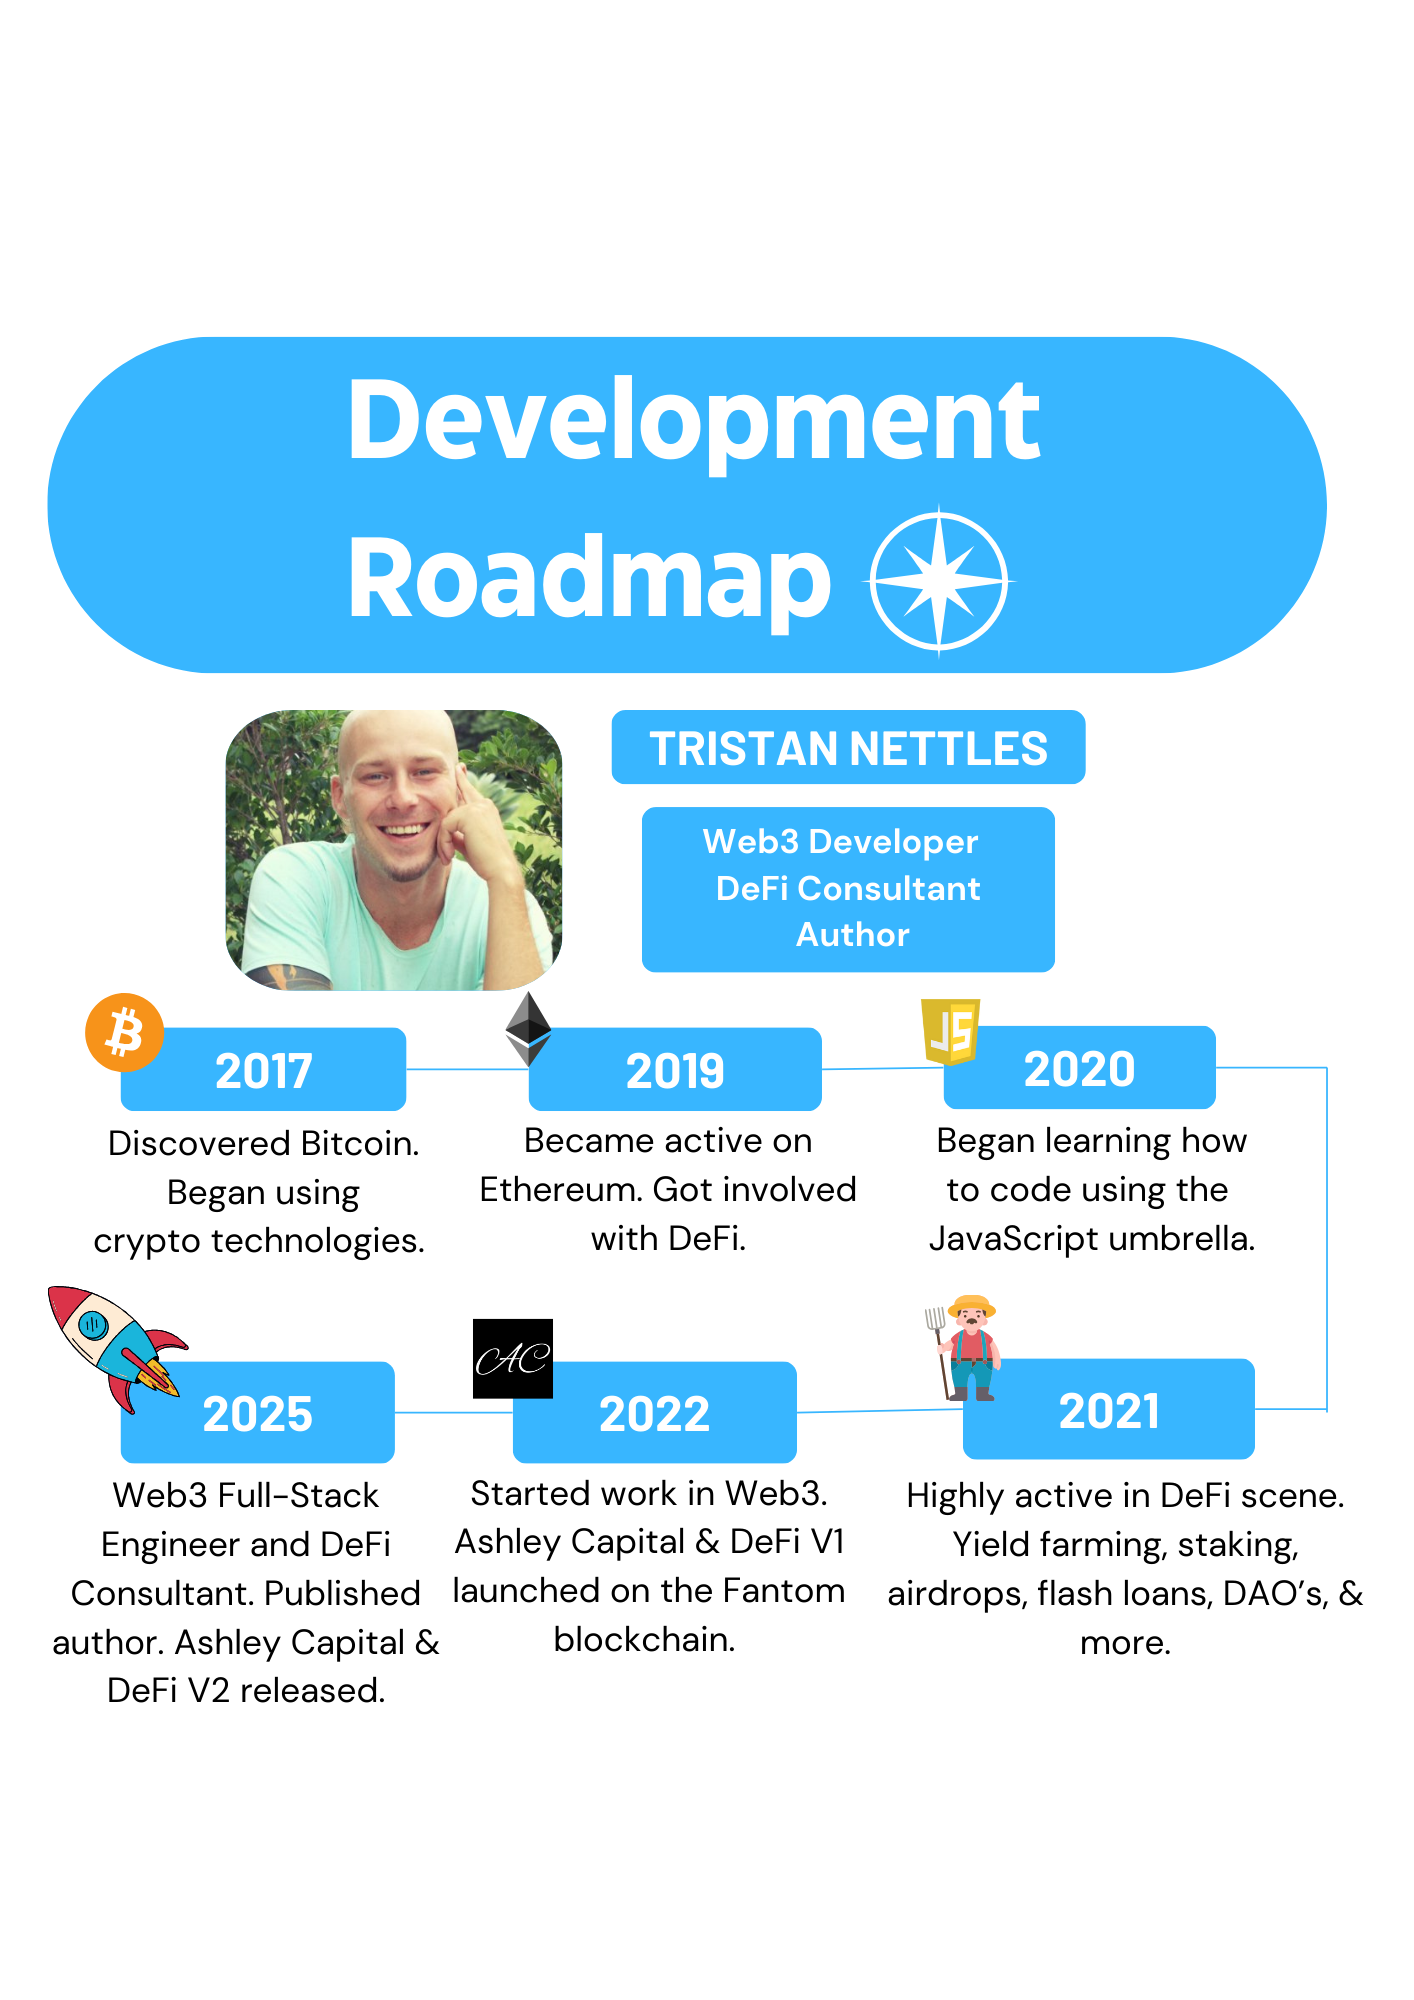 Development
Roadmap
TRISTAN NETTLES
Web3 Developer
DeFi Consultant
Author
2017
Discovered Bitcoin.
Began using
crypto technologies.
2019
Became active on
Ethereum. Got involved
with DeFi.
JS
2020
Began learning how
to code using the
JavaScript umbrella.
2021
Highly active in DeFi scene.
Yield farming, staking,
airdrops, flash loans, DAO’s, &
more.
AC
2022
Started work in Web3.
Ashley Capital & DeFi V1
launched on the Fantom
blockchain.
2025
Web3 Full-Stack
Engineer and DeFi
Consultant. Published
author. Ashley Capital &
DeFi V2 released.